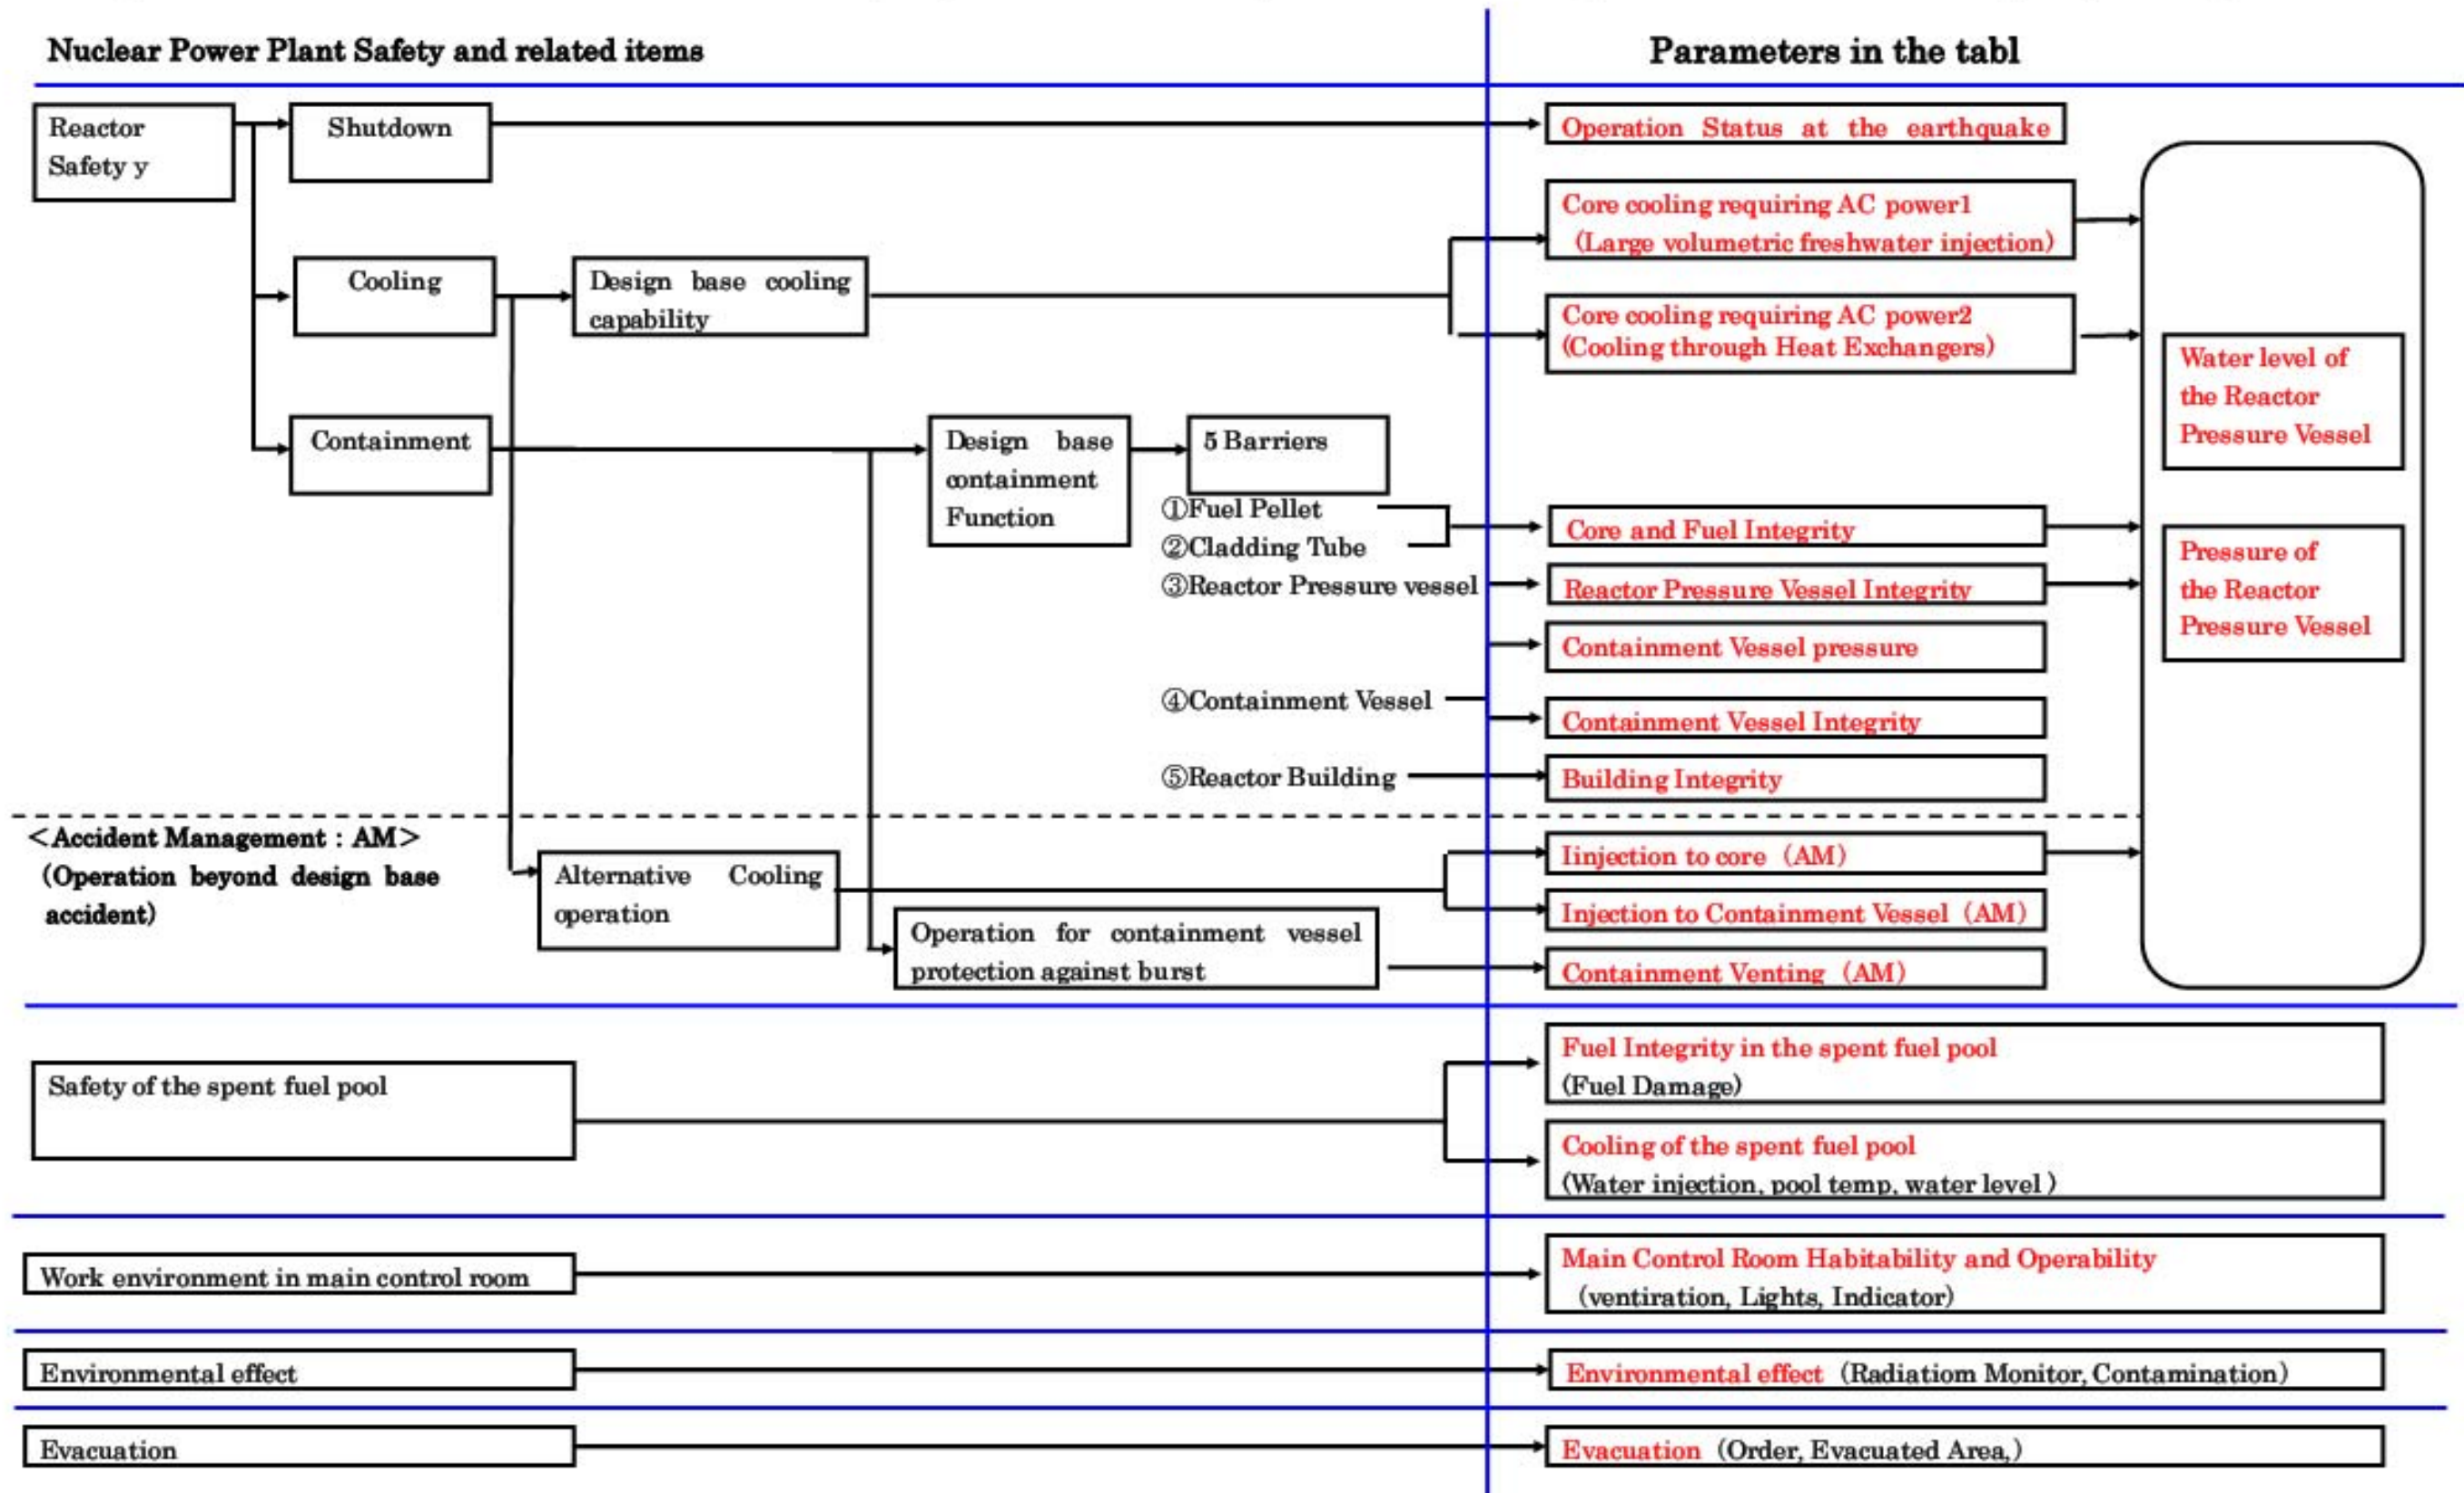 Nuclear Power Plant Safety and related items
Parameters in the tabl
Reactor
Safety y
Shutdown
Operation Status at the earthquake
Core cooling requiring AC power1
(Large volumetric freshwater injection)
Cooling
Design base cooling
capability
Core cooling requiring AC power2
(Cooling through Heat Exchangers)
Water level of
the Reactor
Pressure Vessel
Containment
Design base
containment
Function
5 Barriers
①Fuel Pellet
②Cladding Tube
③Reactor Pressure vessel
Core and Fuel Integrity
Reactor Pressure Vessel Integrity
Pressure of
the Reactor
Pressure Vessel
Containment Vessel pressure
④Containment Vessel
Containment Vessel Integrity
⑤Reactor Building
Building Integrity
<Accident Management : AM>
(Operation beyond design base
accident)
Alternative Cooling
operation
Iinjection to core (AM)
Injection to Containment Vessel (AM)
Operation for containment vessel
protection against burst
Containment Venting (AM)
Safety of the spent fuel pool
Fuel Integrity in the spent fuel pool
(Fuel Damage)
Cooling of the spent fuel pool
(Water injection, pool temp, water level )
Work environment in main control room
Main Control Room Habitability and Operability
(ventiration, Lights, Indicator)
Environmental effect
Environmental effect (Radiatiom Monitor, Contamination)
Evacuation
Evacuation (Order, Evacuated Area,)